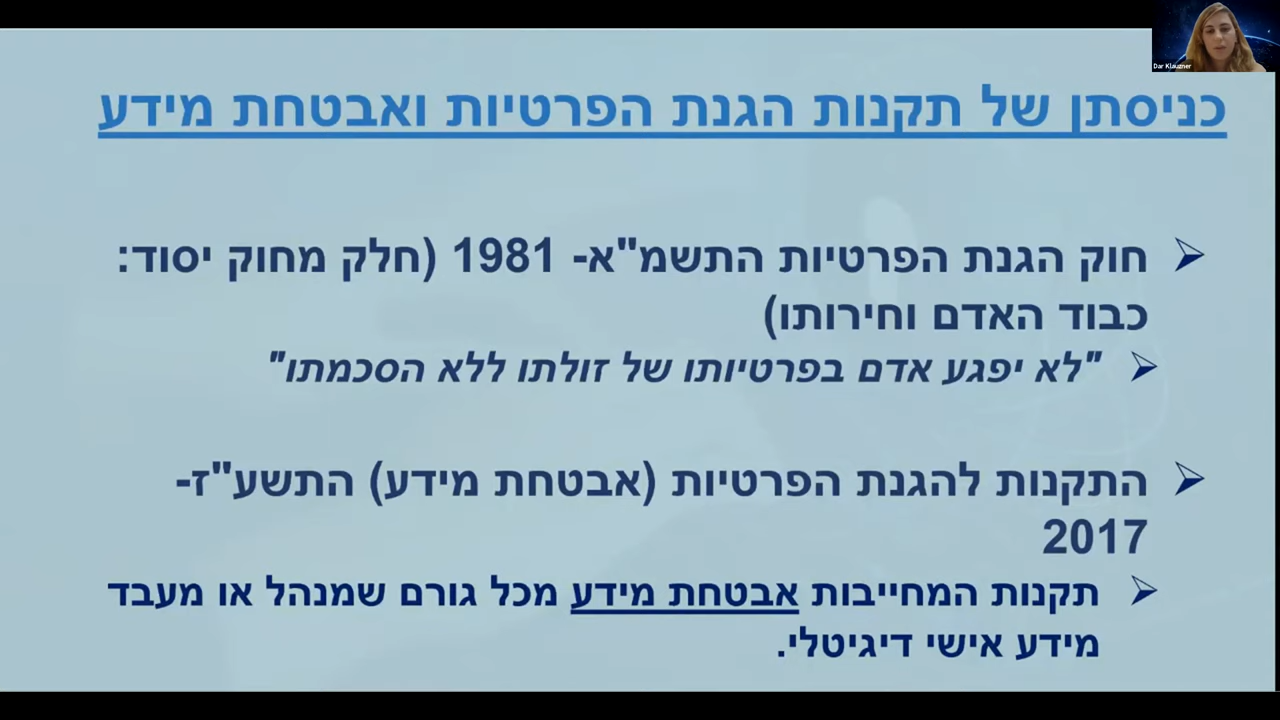 Dar Klauzner
כניסתן של תקנות הגנת הפרטיות ואבטחת מידע
חוק הגנת הפרטיות התשמ"א- 1981 (חלק מחוק יסוד:
כבוד האדם וחירותו)
"לא יפגע אדם בפרטיותו של זולתו ללא הסכמתו"
התקנות להגנת הפרטיות (אבטחת מידע) התשע"ז-
2017
תקנות המחייבות אבטחת מידע מכל גורם שמנהל או מעבד
מידע אישי דיגיטלי.